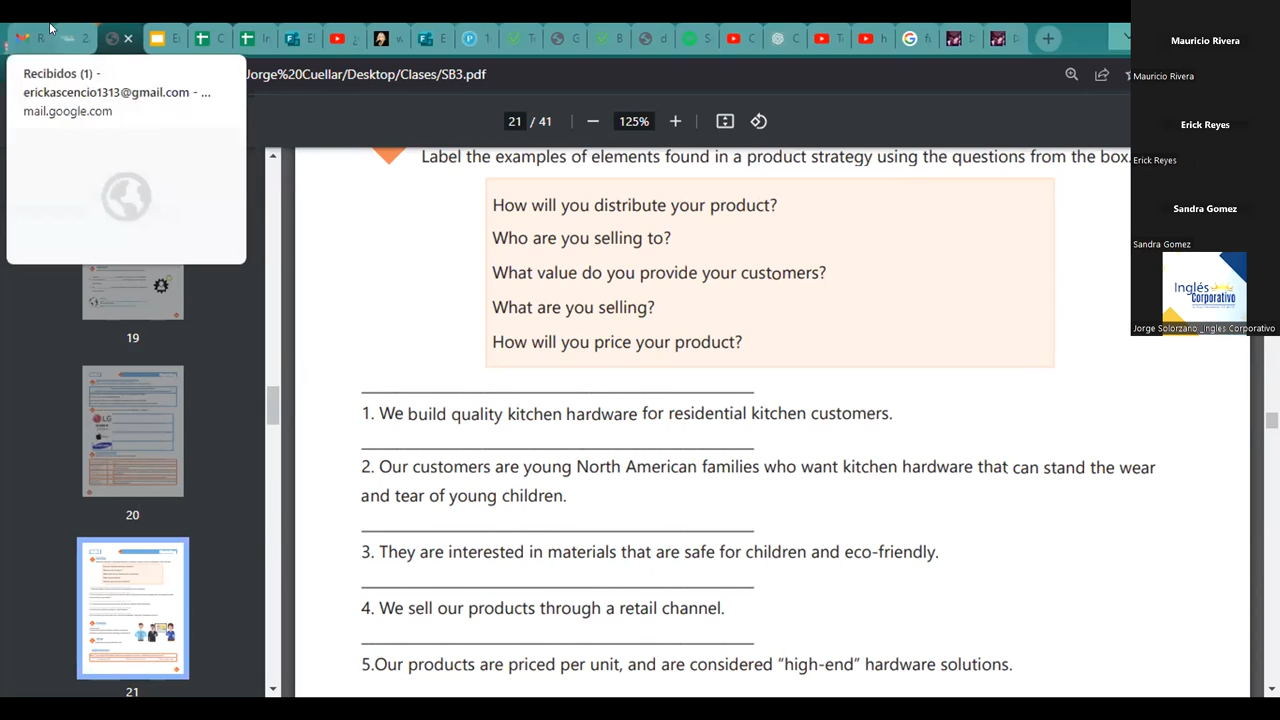 R
2
C
In
E
T
C
B
d
S
C
C
T
h
f
D
D
Recibidos (1) -
erickascencio1313@gmail.com - ...
mail.google.com
Jorge%20Cuellar/Desktop/Clases/SB3.pdf
21 / 41
125%
19
20
21
Label the examples of elements found in a product strategy using the questions from the box.
How will you distribute your product?
Who are you selling to?
What value do you provide your customers?
What are you selling?
How will you price your product?
1. We build quality kitchen hardware for residential kitchen customers.
2. Our customers are young North American families who want kitchen hardware that can stand the wear
and tear of young children.
3. They are interested in materials that are safe for children and eco-friendly.
4. We sell our products through a retail channel.
5.Our products are priced per unit, and are considered “high-end” hardware solutions.
Mauricio Rivera
Mauricio Rivera
Erick Reyes
Erick Reyes
Sandra Gomez
Sandra Gomez
Inglés
Corporativo
Jorge Solorzano _Ingles Corporativo